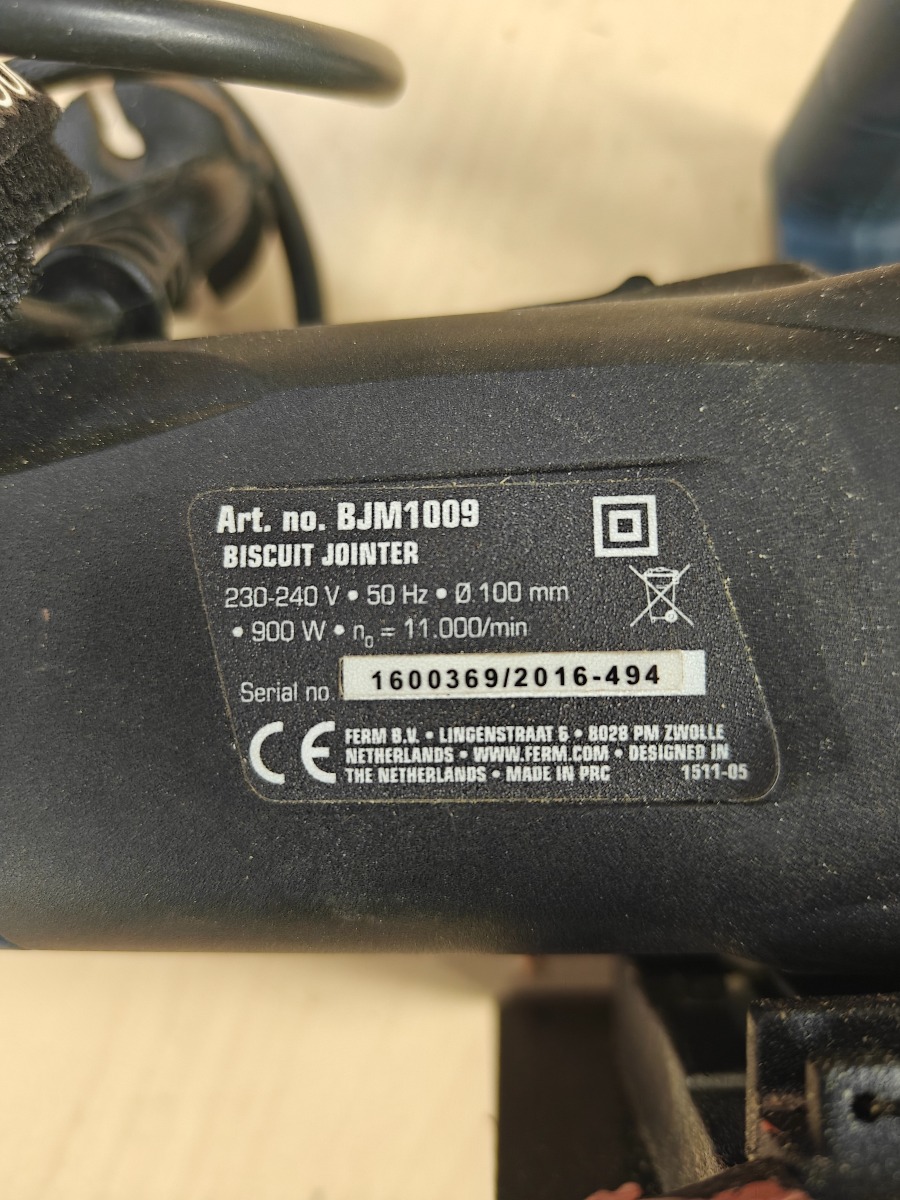 Art. no. BJM1009
BISCUIT JOINTER
230-240 V • 50 Hz • Ø 100 mm
• 900 W • n0 = 11.000/min
Serial no 1600369/2016-494
CE FERM B.V. • LINGENSTRAAT 6 • 8028 PM ZWOLLE
NETHERLANDS • WWW.FERM.COM • DESIGNED IN
THE NETHERLANDS • MADE IN PRC 1511-05